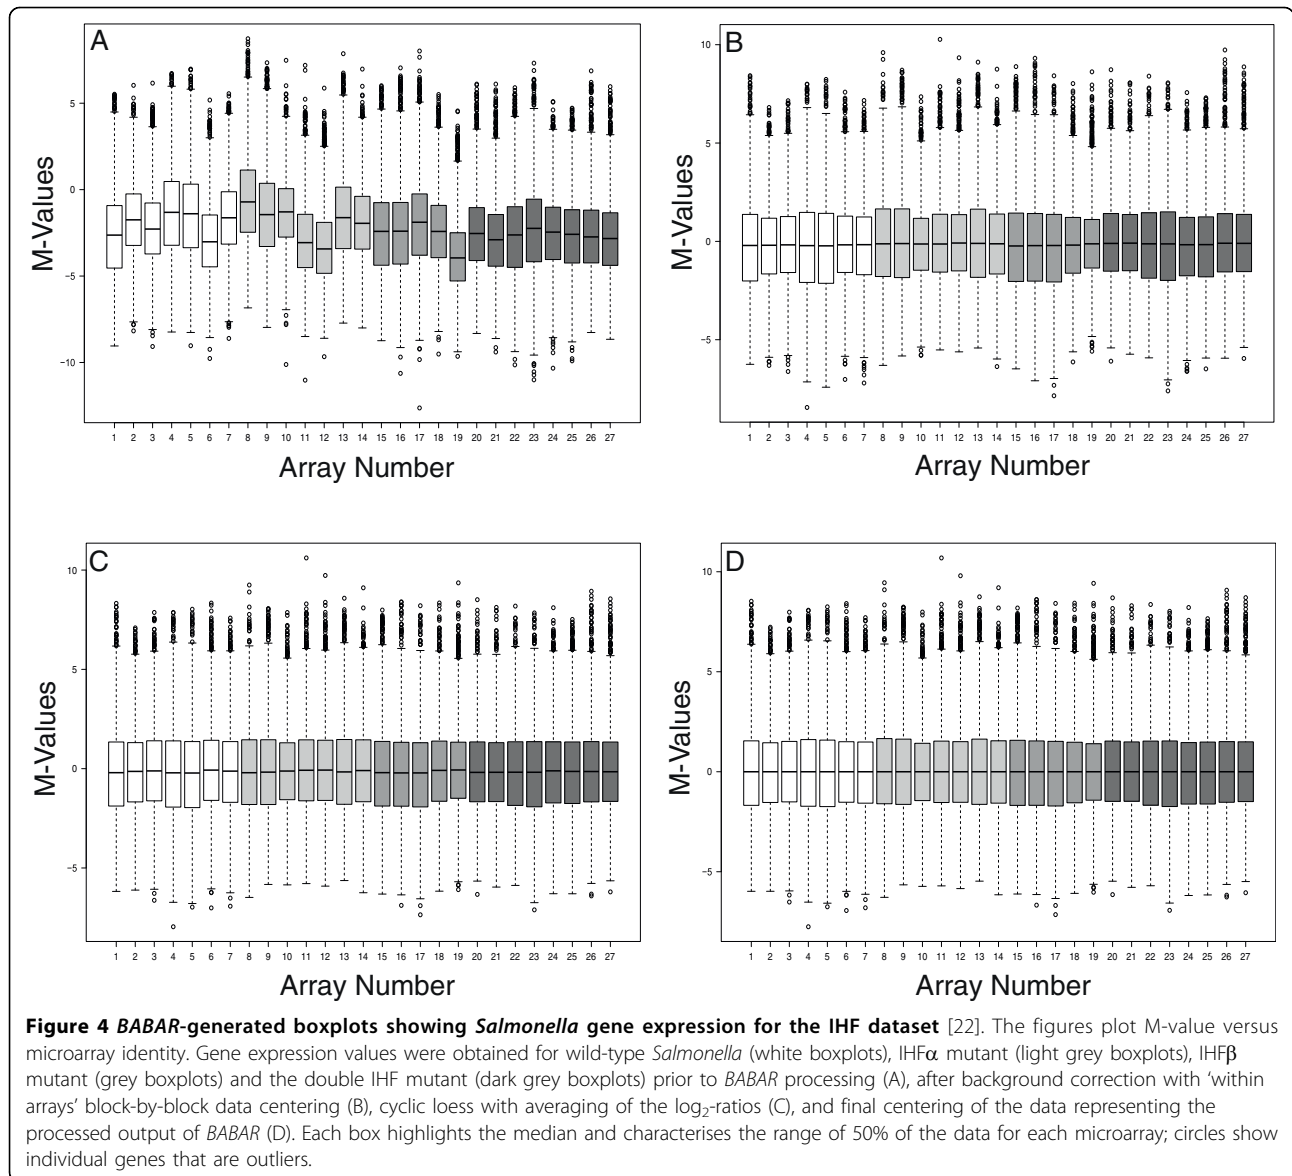 A
M-Values
5
0
−5
−10
1 2 3 4 5 6 7 8 9 10 11 12 13 14 15 16 17 18 19 20 21 22 23 24 25 26 27
Array Number
B
M-Values
10
5
0
−5
1 2 3 4 5 6 7 8 9 10 11 12 13 14 15 16 17 18 19 20 21 22 23 24 25 26 27
Array Number
C
M-Values
10
5
0
−5
1 2 3 4 5 6 7 8 9 10 11 12 13 14 15 16 17 18 19 20 21 22 23 24 25 26 27
Array Number
D
M-Values
10
5
0
−5
1 2 3 4 5 6 7 8 9 10 11 12 13 14 15 16 17 18 19 20 21 22 23 24 25 26 27
Array Number
Figure 4 BABAR-generated boxplots showing Salmonella gene expression for the IHF dataset [22]. The figures plot M-value versus
microarray identity. Gene expression values were obtained for wild-type Salmonella (white boxplots), IHFα mutant (light grey boxplots), IHFβ
mutant (grey boxplots) and the double IHF mutant (dark grey boxplots) prior to BABAR processing (A), after background correction with ‘within
arrays’ block-by-block data centering (B), cyclic loess with averaging of the log₂-ratios (C), and final centering of the data representing the
processed output of BABAR (D). Each box highlights the median and characterises the range of 50% of the data for each microarray; circles show
individual genes that are outliers.